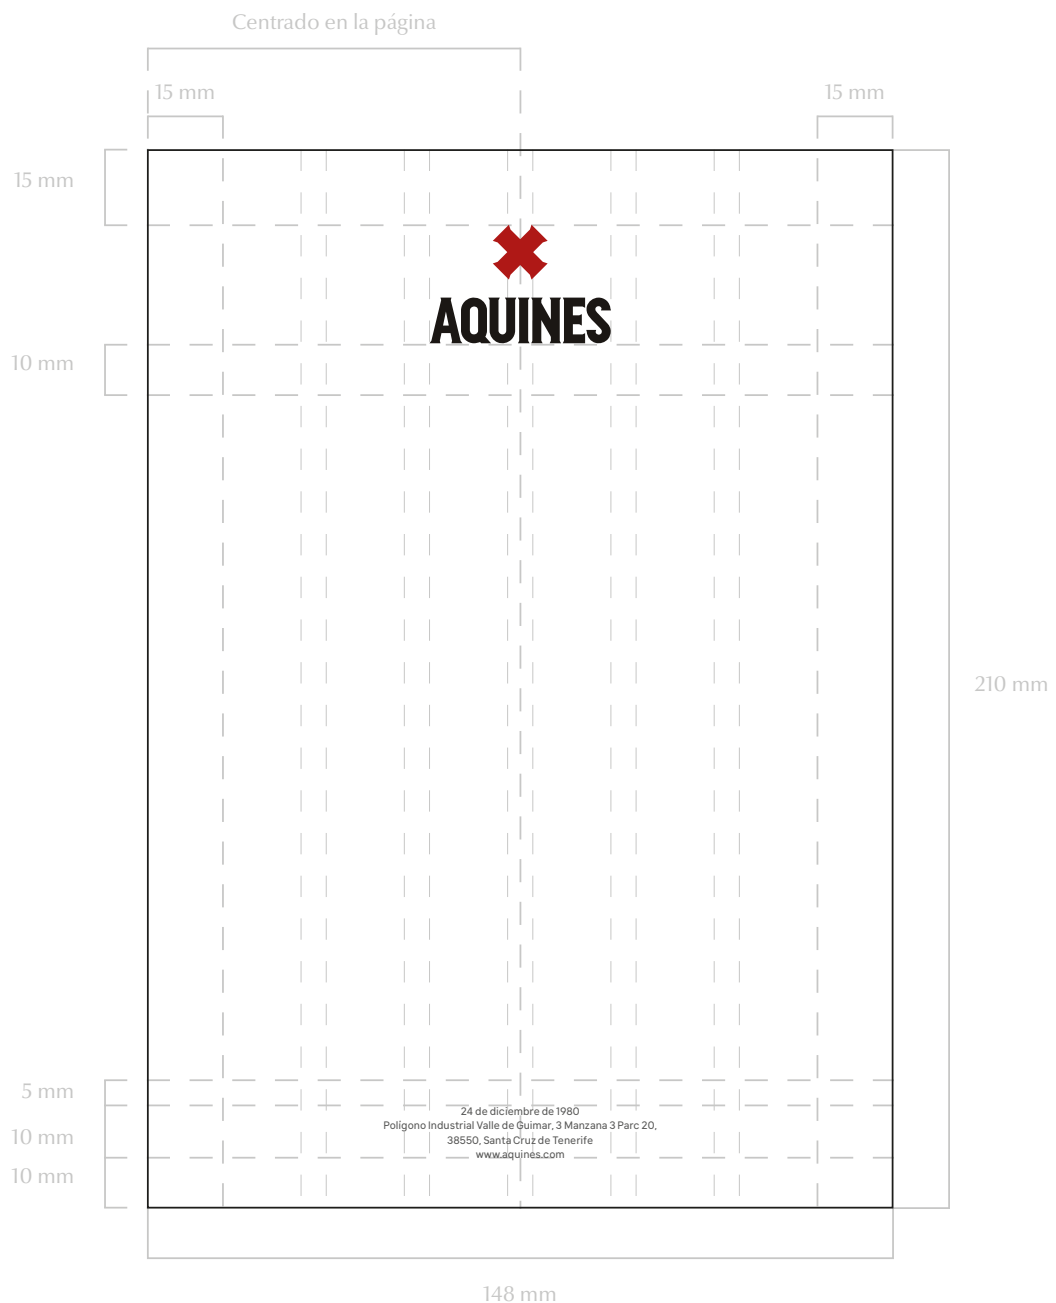 Centrado en la página
15 mm
15 mm
15 mm
AQUINES
10 mm
210 mm
5 mm
24 de diciembre de 1980
Polígono Industrial Valle de Guimar, 3 Manzana 3 Parc 20,
10 mm
38550, Santa Cruz de Tenerife
www.aquines.com
10 mm
148 mm